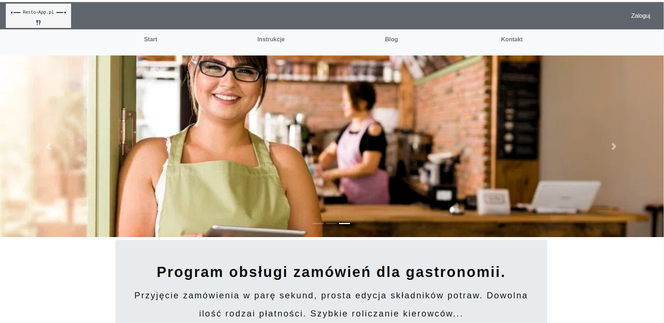 Resto-App.pl
Zaloguj
Start Instrukcje Blog Kontakt
Program obsługi zamówień dla gastronomii.
Przyjęcie zamówienia w parę sekund, prosta edycja składników potraw. Dowolna
ilość rodzai płatności. Szybkie roliczanie kierowców...